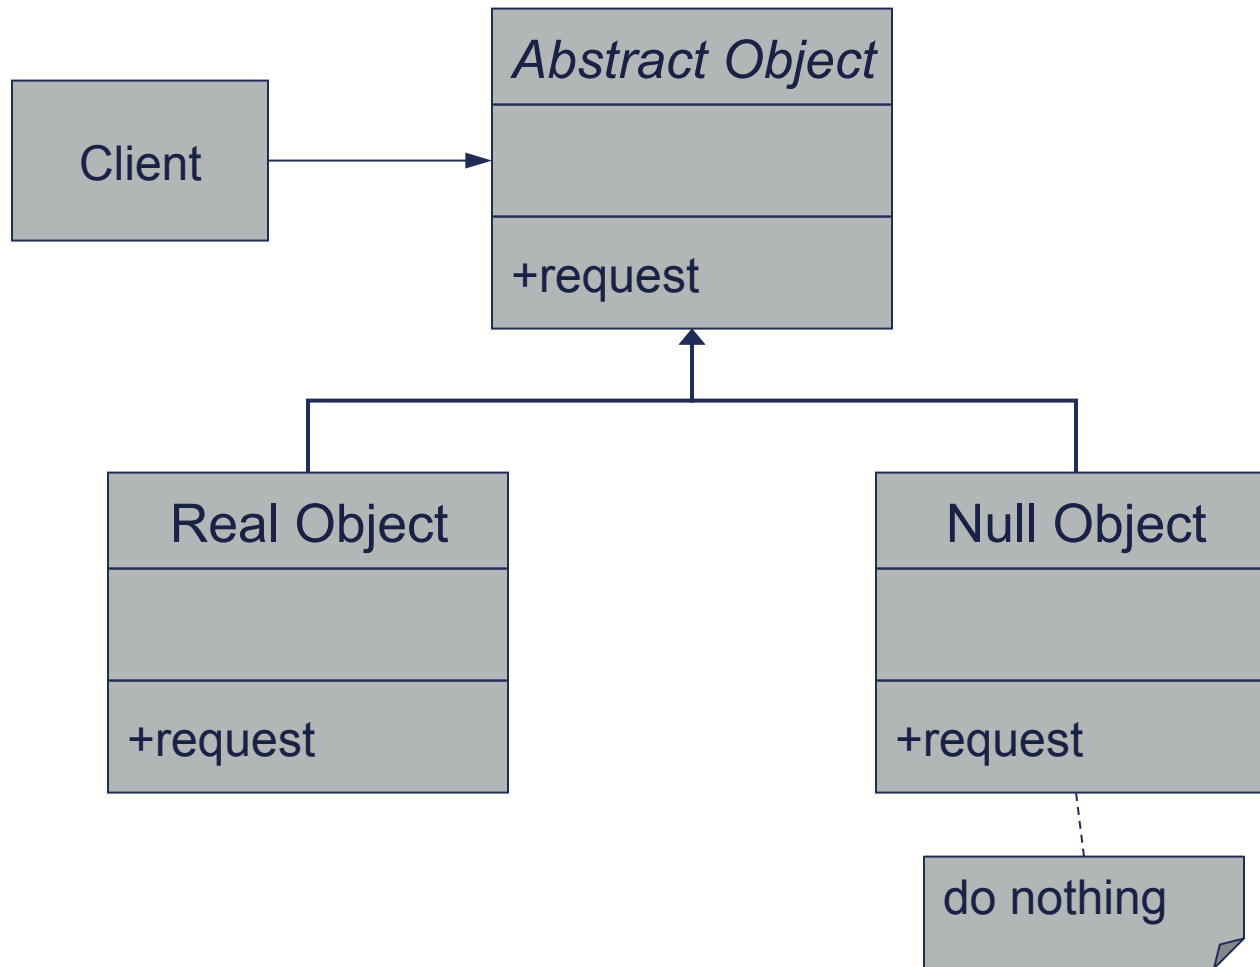 Abstract Object
Client
+request
Real Object
Null Object
+request
+request
do nothing